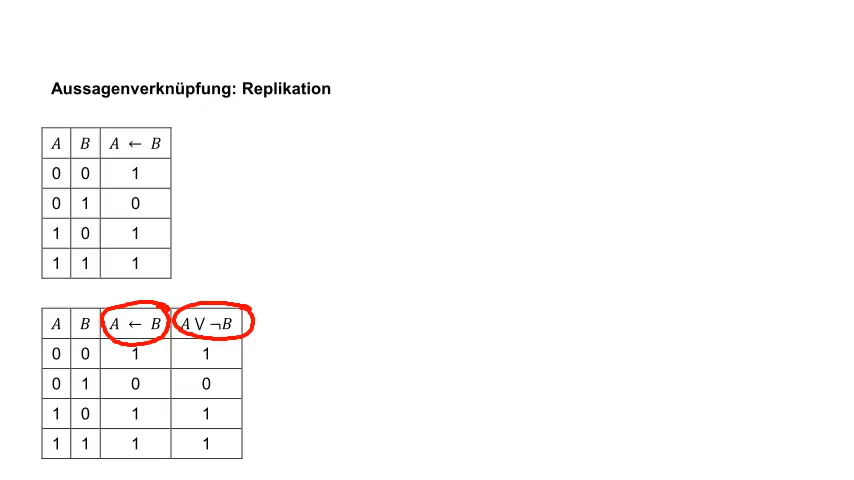 Aussagenverknüpfung: Replikation
A B A ← B
0 0 1
0 1 0
1 0 1
1 1 1
A B A ← B A ∨ ¬B
0 0 1 1
0 1 0 0
1 0 1 1
1 1 1 1